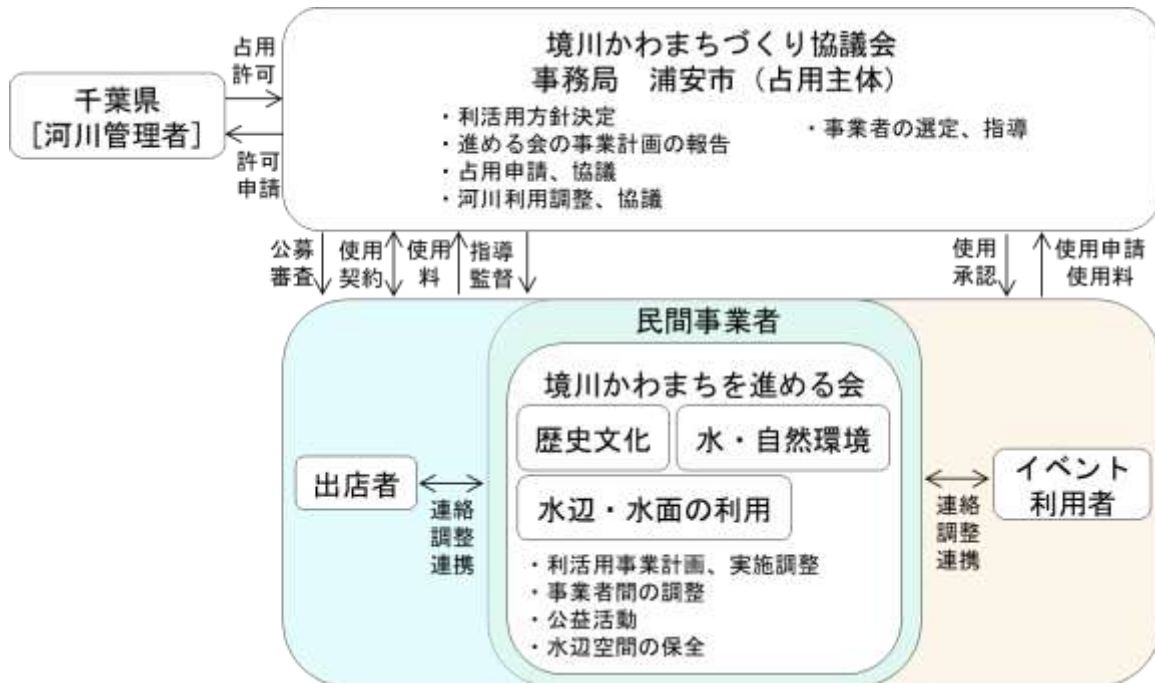 境川かわまちづくり協議会
事務局　浦安市（占用主体）
・利活用方針決定
・進める会の事業計画の報告
・占用申請、協議
・河川利用調整、協議
・事業者の選定、指導
占用
許可
千葉県
［河川管理者］
許可
申請
公募
審査
使用
契約
使用
料
指導
監督
使用
承認
使用申請
使用料
民間事業者
境川かわまちを進める会
歴史文化
水・自然環境
水辺・水面の利用
・利活用事業計画、実施調整
・事業者間の調整
・公益活動
・水辺空間の保全
出店者
連絡
調整
連携
連絡
調整
連携
イベント
利用者